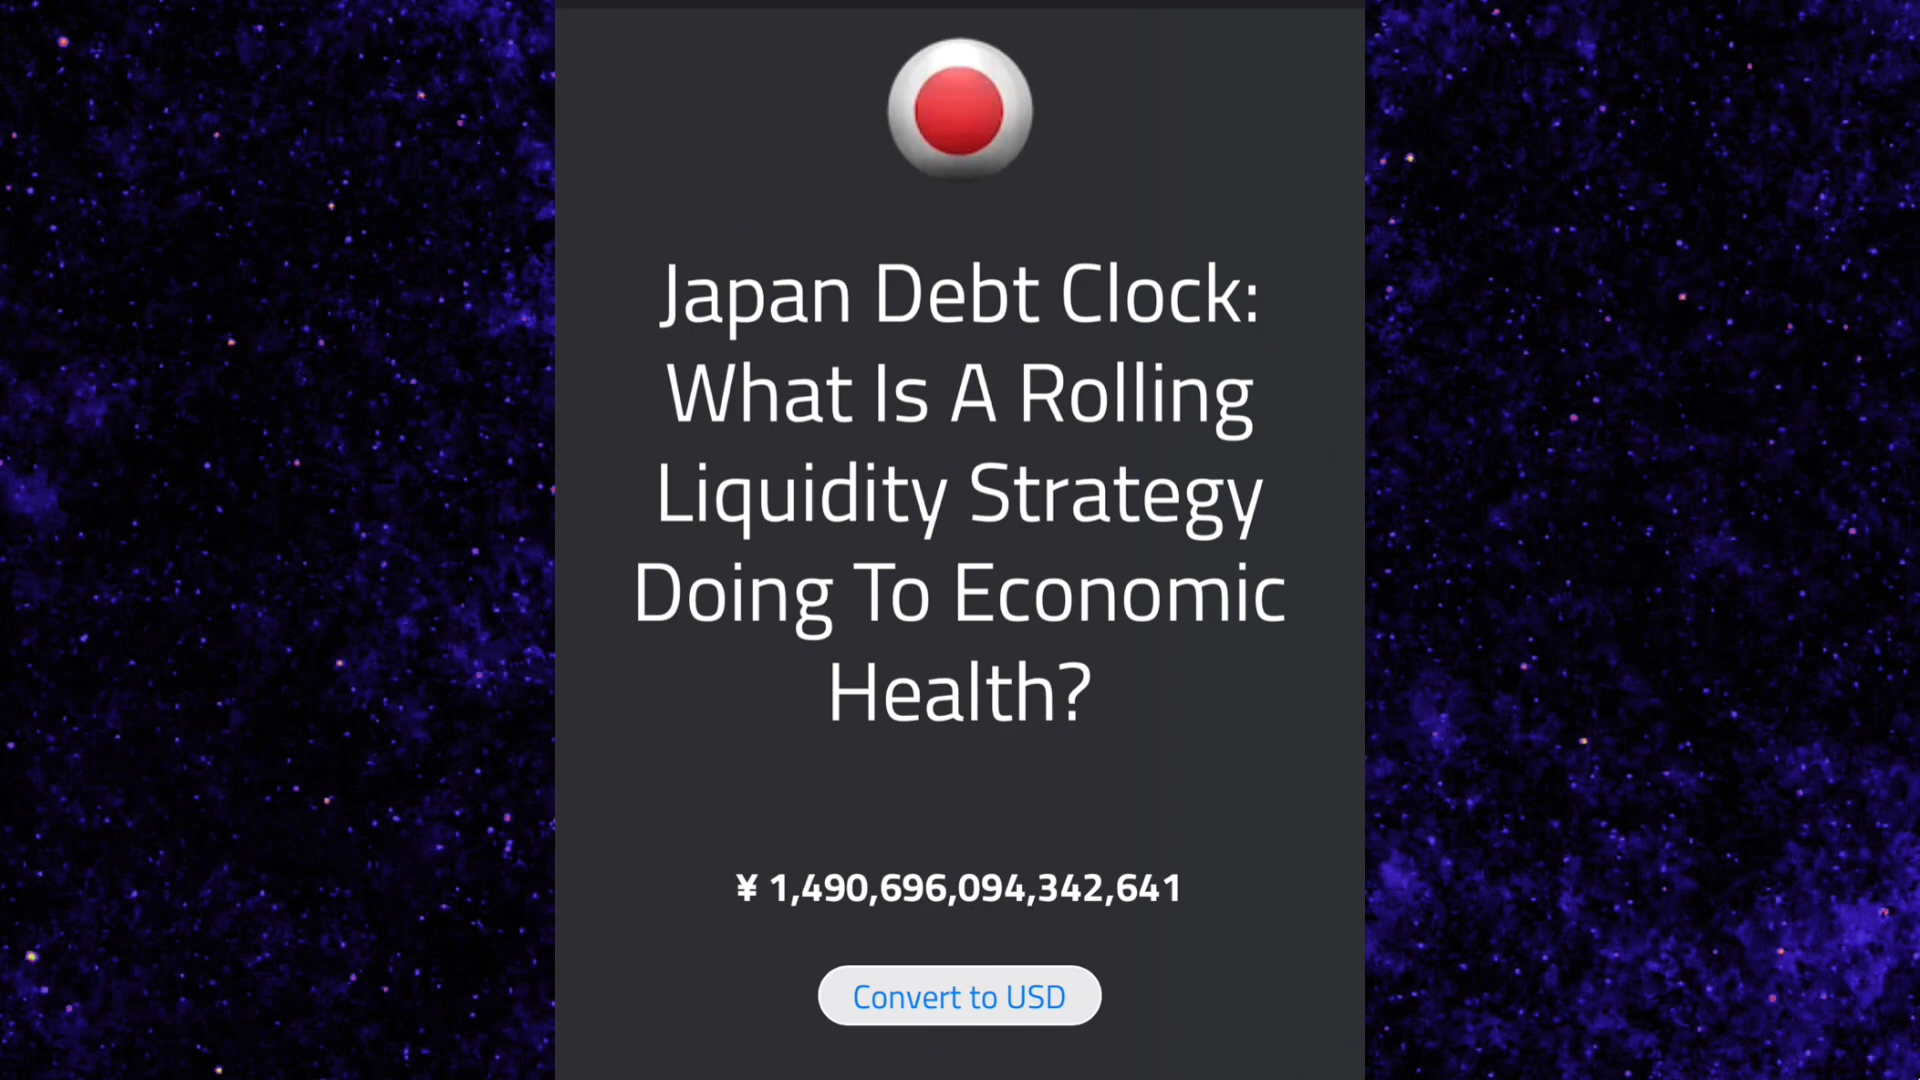 Japan Debt Clock:
What Is A Rolling
Liquidity Strategy
Doing To Economic
Health?
¥ 1,490,696,094,342,641
Convert to USD